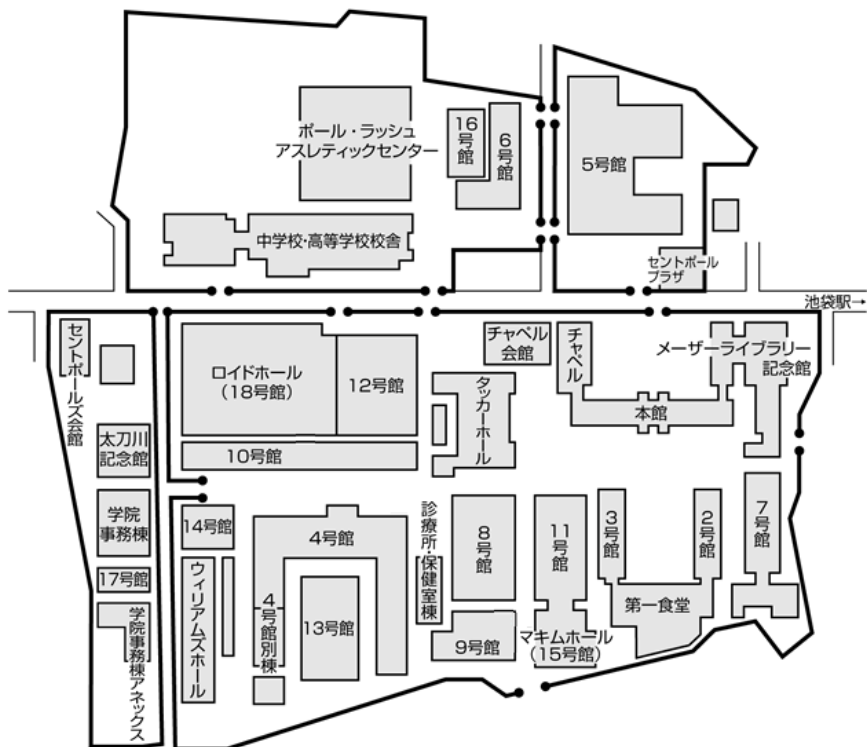 ポール・ラッシュ
アスレティックセンター
16号館
6号館
5号館
中学校・高等学校校舎
セントポール
プラザ
池袋駅→
セントポールズ会館
ロイドホール
(18号館)
12号館
チャペル
会館
チャペル
メーザーライブラリー
記念館
本館
タッカーホール
太刀川
記念館
10号館
学院
事務棟
14号館
4号館
診療所・保健室棟
8号館
11号館
3号館
2号館
7号館
17号館
ウィリアムズホール
4号館別棟
13号館
第一食堂
学院事務棟アネックス
9号館
マキムホール
(15号館)